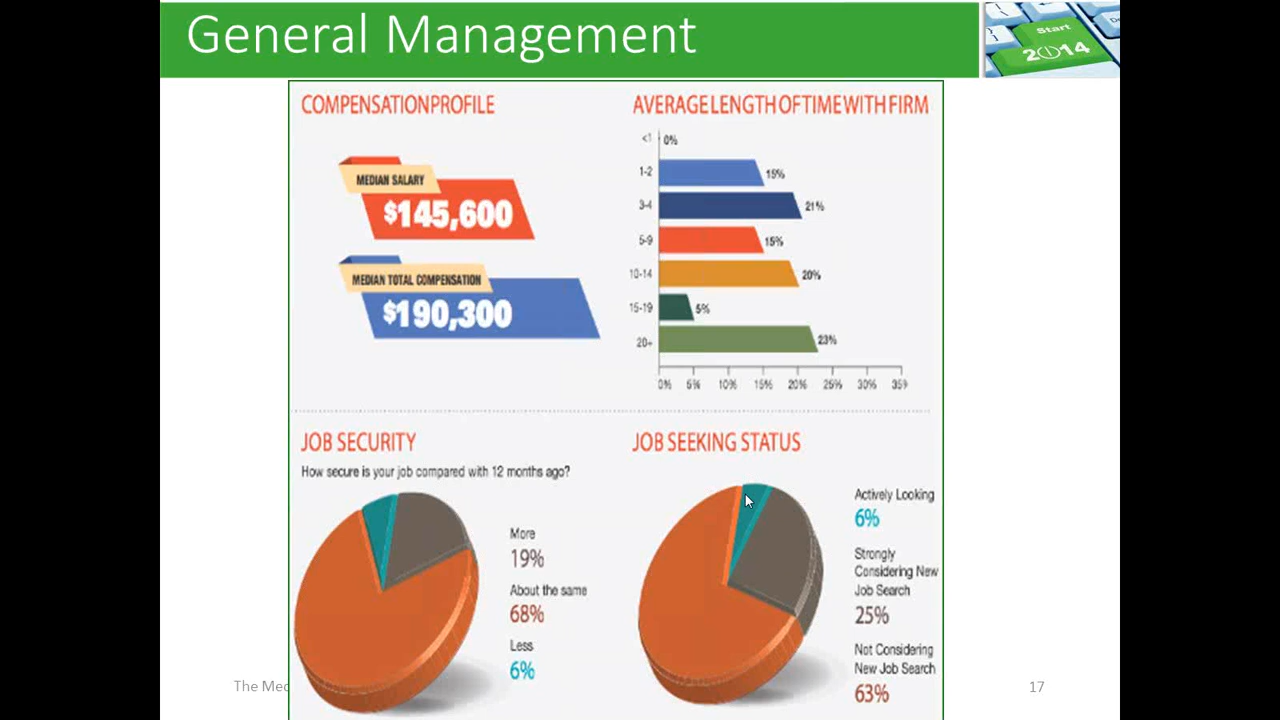 General Management
Start
2014
COMPENSATION PROFILE
MEDIAN SALARY
$145,600
MEDIAN TOTAL COMPENSATION
$190,300
AVERAGE LENGTH OF TIME WITH FIRM
<1 0%
1-2 15%
3-4 21%
5-9 15%
10-14 20%
15-19 5%
20+ 23%
0% 5% 10% 15% 20% 25% 30% 35%
JOB SECURITY
How secure is your job compared with 12 months ago?
More
19%
About the same
68%
Less
6%
JOB SEEKING STATUS
Actively Looking
6%
Strongly
Considering New
Job Search
25%
Not Considering
New Job Search
63%
The Med
17